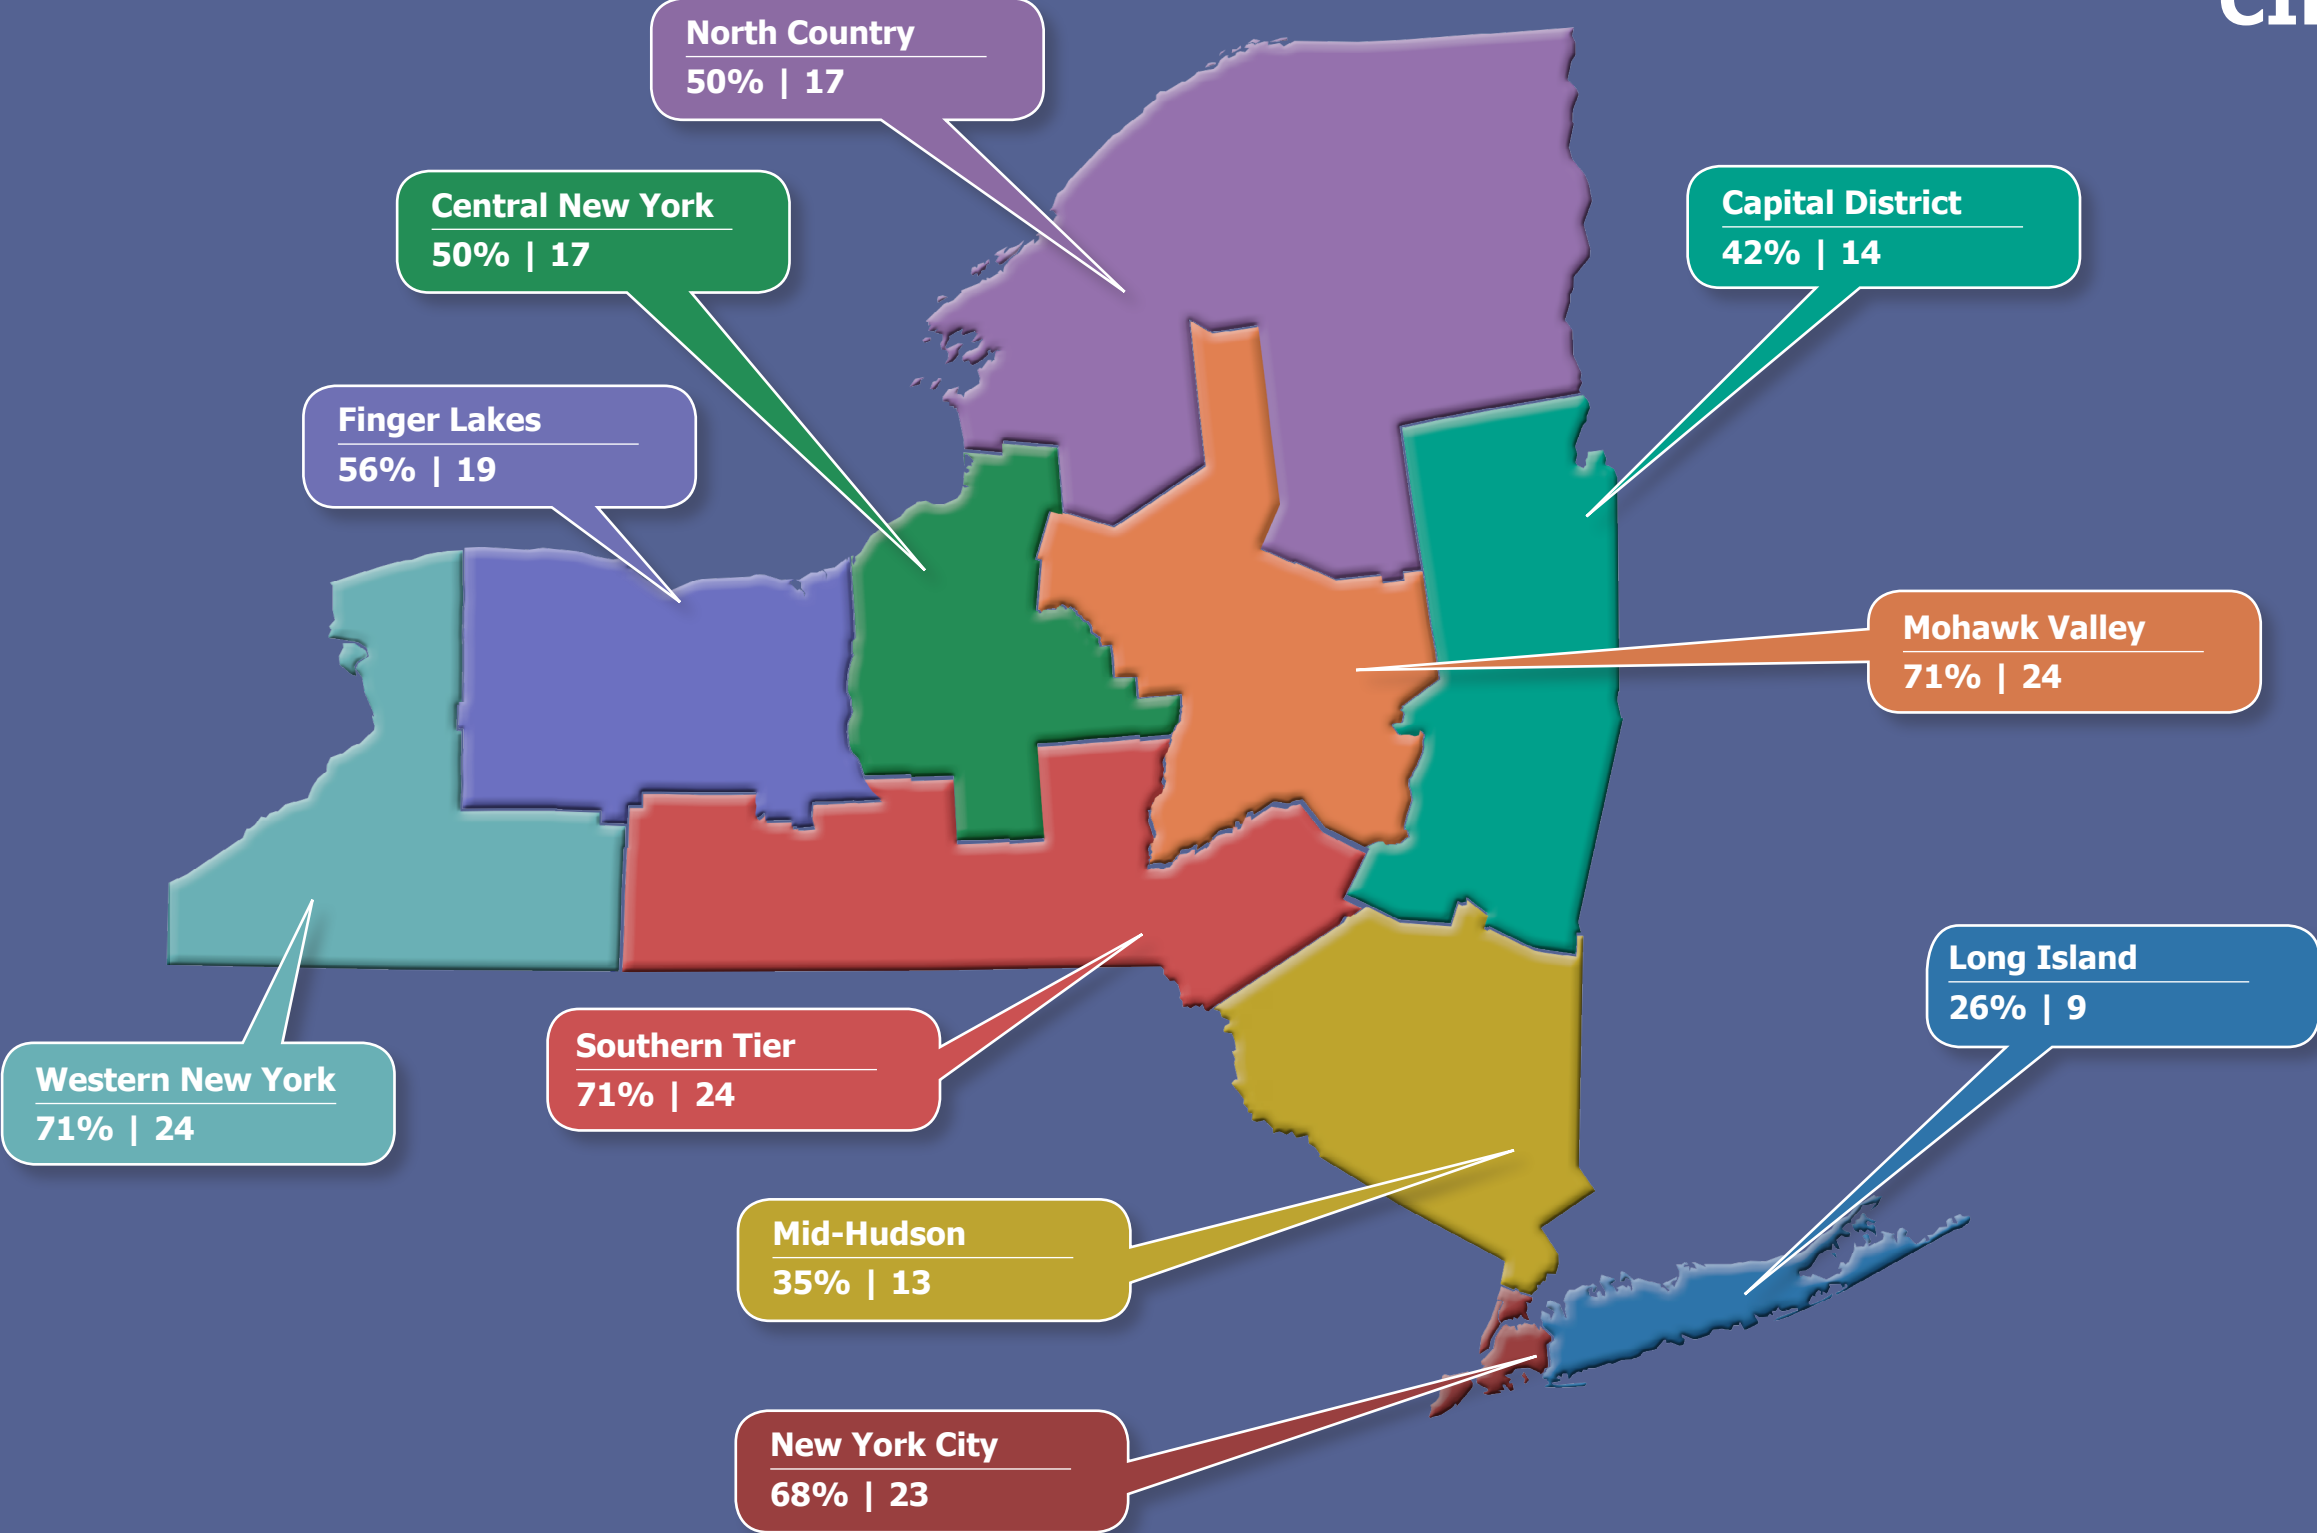 North Country
50% | 17
Central New York
50% | 17
Capital District
42% | 14
Finger Lakes
56% | 19
Mohawk Valley
71% | 24
Long Island
26% | 9
Southern Tier
71% | 24
Western New York
71% | 24
Mid-Hudson
35% | 13
New York City
68% | 23